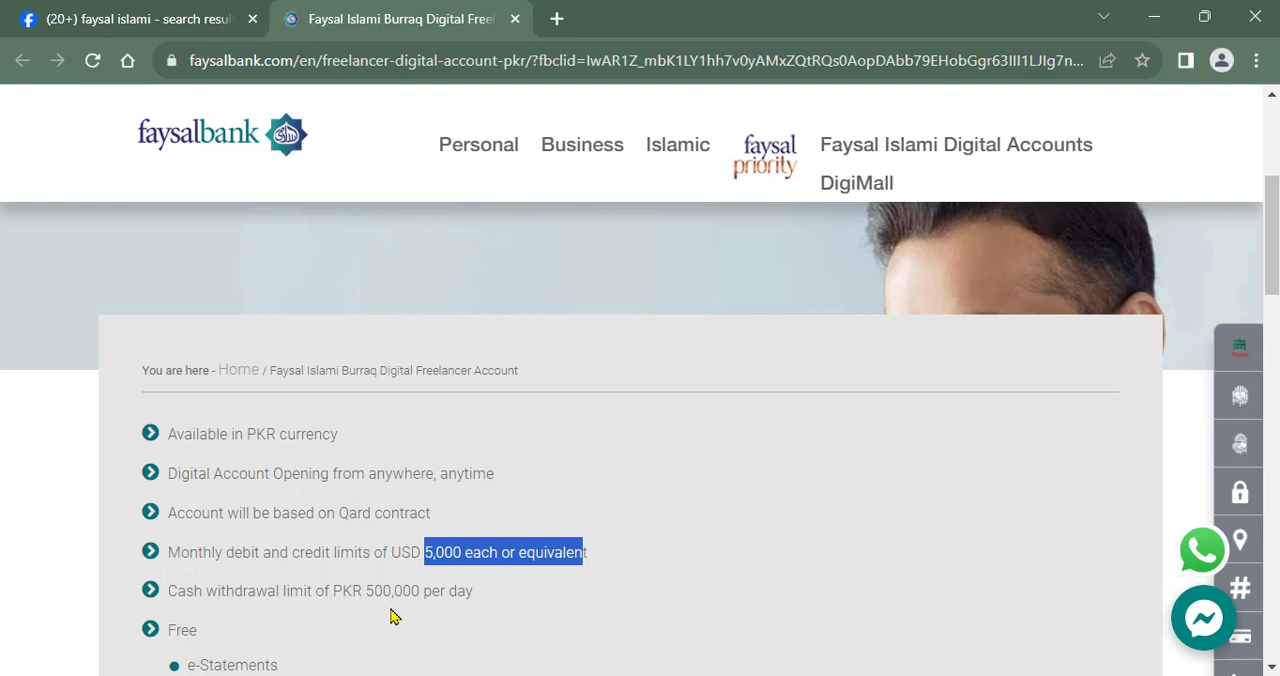 (20+) faysal islami - search resul
Faysal Islami Burraq Digital Freel
faysalbank.com/en/freelancer-digital-account-pkr/?fbclid=IwAR1Z_mbK1LY1hh7v0yAMxZQtRQs0AopDAbb79EHobGgr63III1LJIg7n...
faysalbank
Personal
Business
Islamic
faysal
priority
Faysal Islami Digital Accounts
DigiMall
You are here - Home / Faysal Islami Burraq Digital Freelancer Account
Available in PKR currency
Digital Account Opening from anywhere, anytime
Account will be based on Qard contract
Monthly debit and credit limits of USD 5,000 each or equivalent
Cash withdrawal limit of PKR 500,000 per day
Free
e-Statements
#